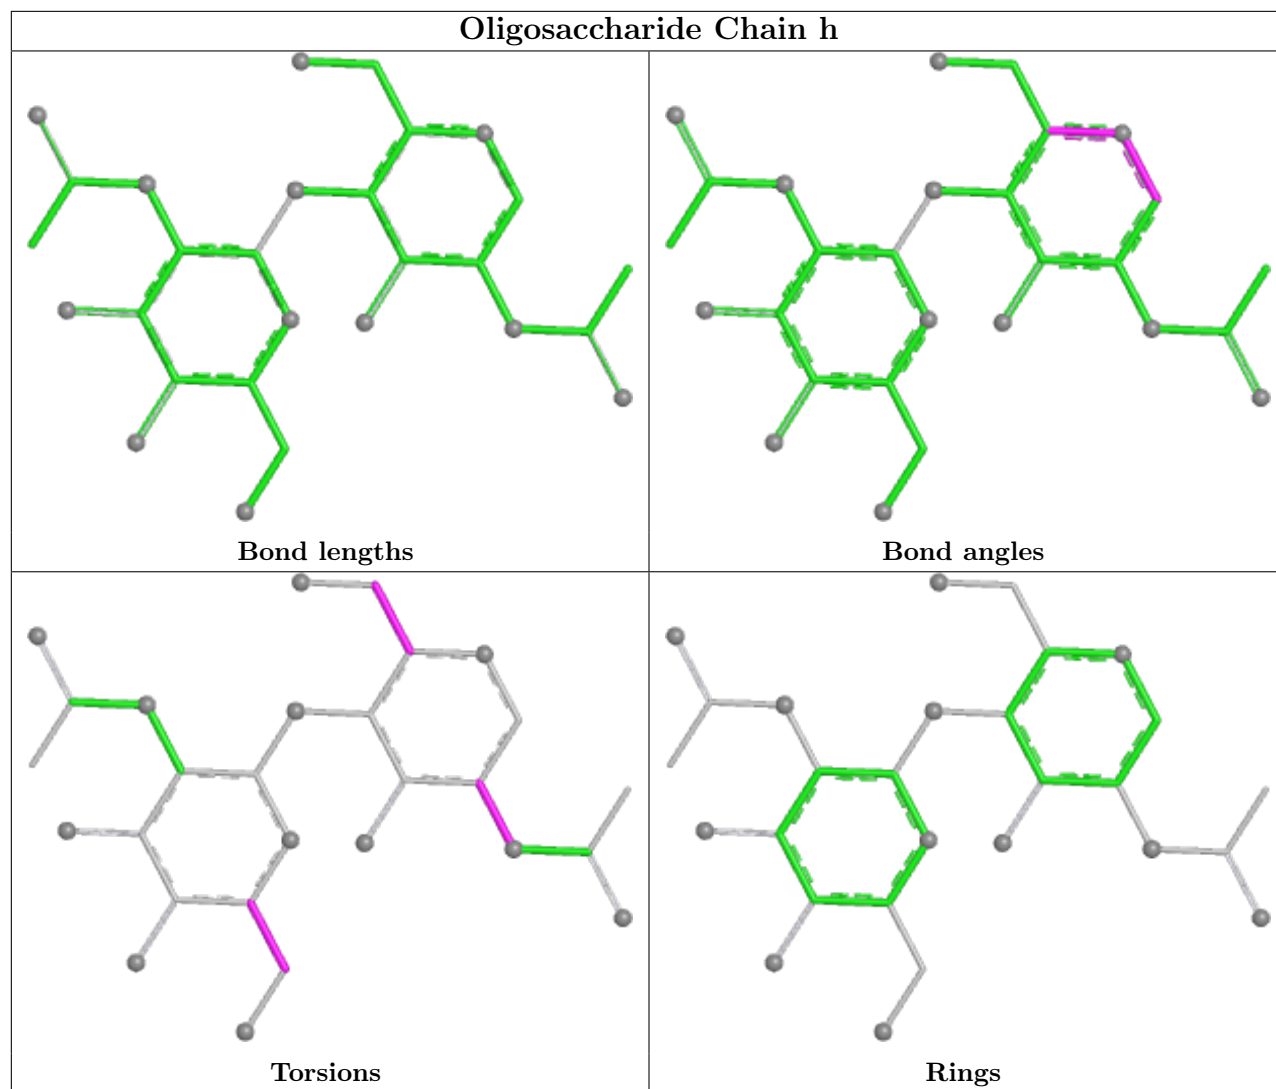 Oligosaccharide Chain h
Bond lengths
Bond angles
Torsions
Rings